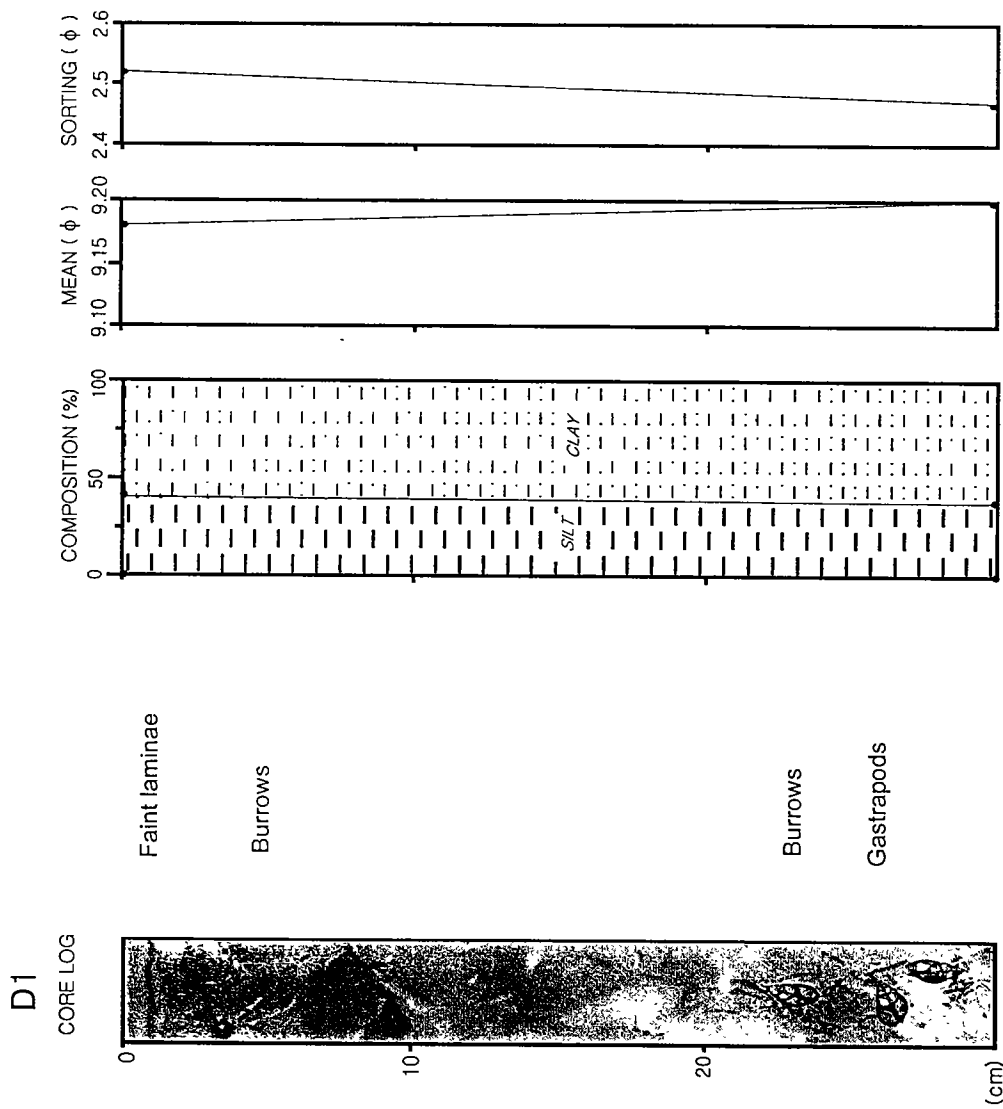 D1
CORE LOG
0
10
20
(cm)
Faint laminae
Burrows
Burrows
Gastrapods
COMPOSITION (%)
0
50
100
SILT
CLAY
MEAN ( φ )
9.10
9.15
9.20
SORTING ( φ )
2.4
2.5
2.6